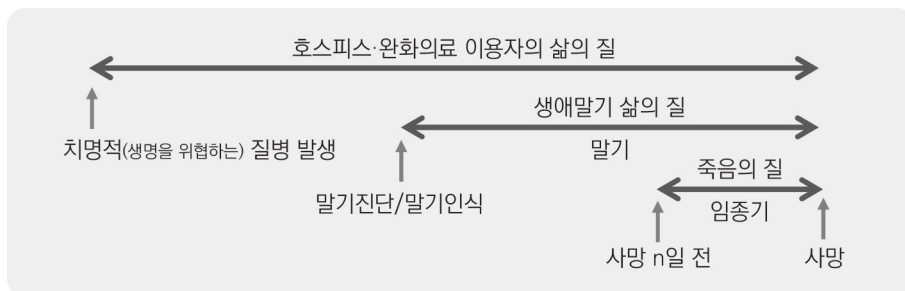 호스피스·완화의료 이용자의 삶의 질
생애말기 삶의 질
치명적(생명을 위협하는) 질병 발생
말기
죽음의 질
말기진단/말기인식
임종기
사망 n일 전
사망